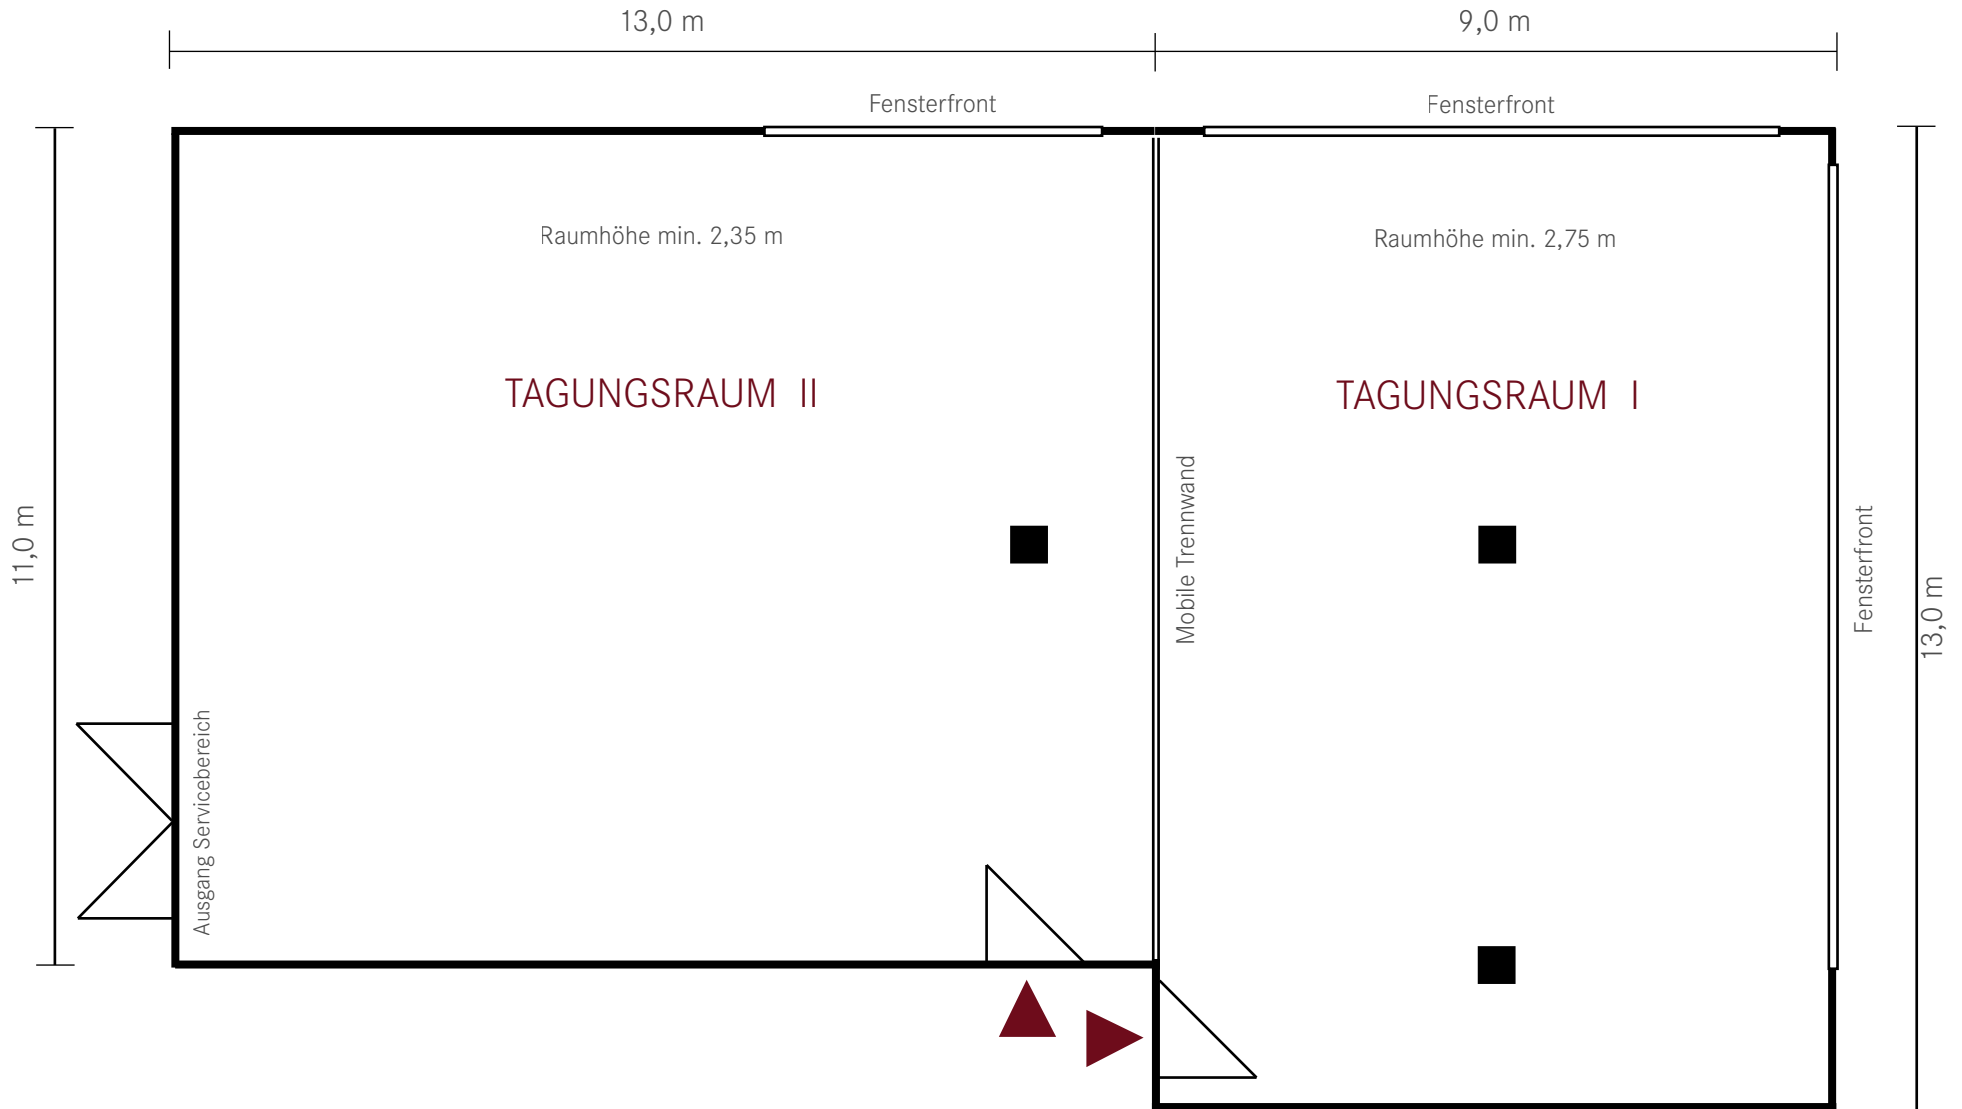 13,0 m
9,0 m
Fensterfront
Fensterfront
Raumhöhe min. 2,35 m
Raumhöhe min. 2,75 m
TAGUNGSRAUM II
TAGUNGSRAUM I
11,0 m
Mobile Trennwand
Fensterfront
13,0 m
Ausgang Servicebereich